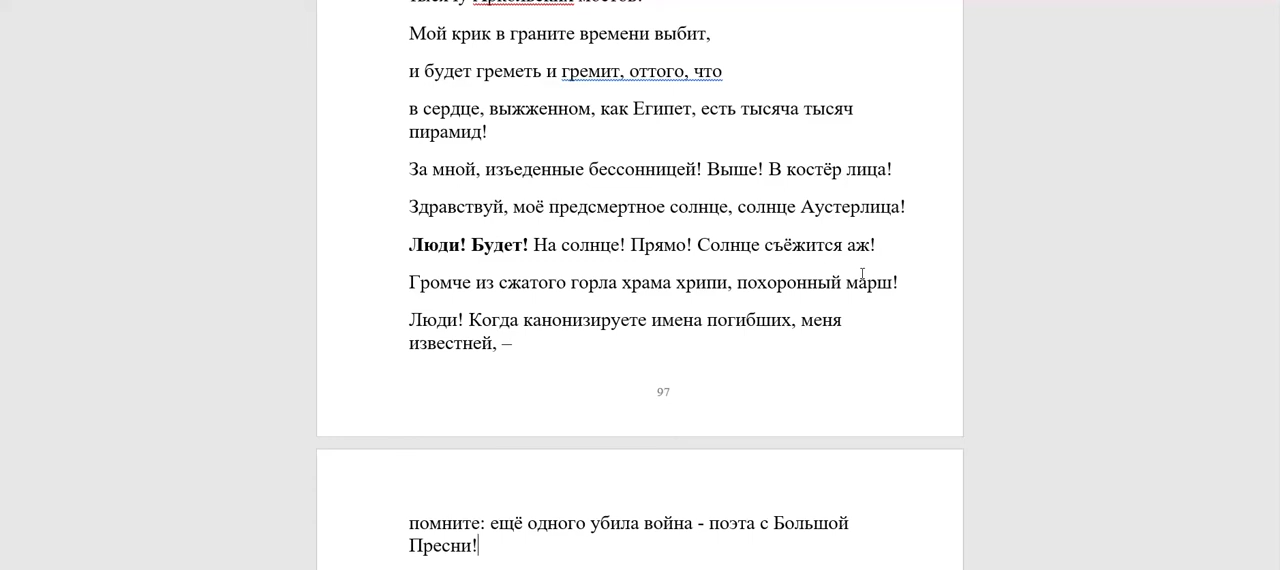 Мой крик в граните времени выбит,
и будет греметь и гремит, оттого, что
в сердце, выжженном, как Египет, есть тысяча тысяч
пирамид!
За мной, изъеденные бессонницей! Выше! В костёр лица!
Здравствуй, моё предсмертное солнце, солнце Аустерлица!
Люди! Будет! На солнце! Прямо! Солнце съёжится аж!
Громче из сжатого горла храма хрипи, похоронный марш!
Люди! Когда канонизируете имена погибших, меня
известней, –
97
помните: ещё одного убила война - поэта с Большой
Пресни!